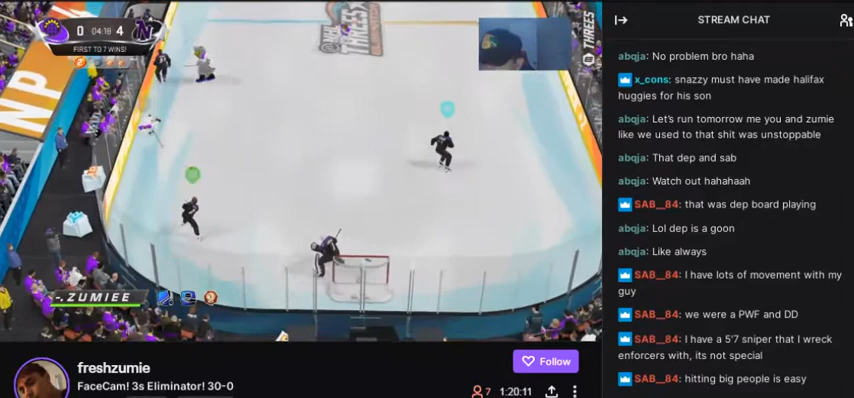 0 04:18 4
FIRST TO 7 WINS!
NP
NHL
THREES
THREES
-. ZUMIEE
freshzumie
FaceCam! 3s Eliminator! 30-0
Follow
7 1:20:11
STREAM CHAT
abqja: No problem bro haha
x_cons: snazzy must have made halifax
huggies for his son
abqja: Let's run tomorrow me you and zumie
like we used to that shit was unstoppable
abqja: That dep and sab
abqja: Watch out hahahaah
SAB__84: that was dep board playing
abqja: Lol dep is a goon
abqja: Like always
SAB__84: I have lots of movement with my
guy
SAB__84: we were a PWF and DD
SAB__84: I have a 5'7 sniper that I wreck
enforcers with, its not special
SAB__84: hitting big people is easy